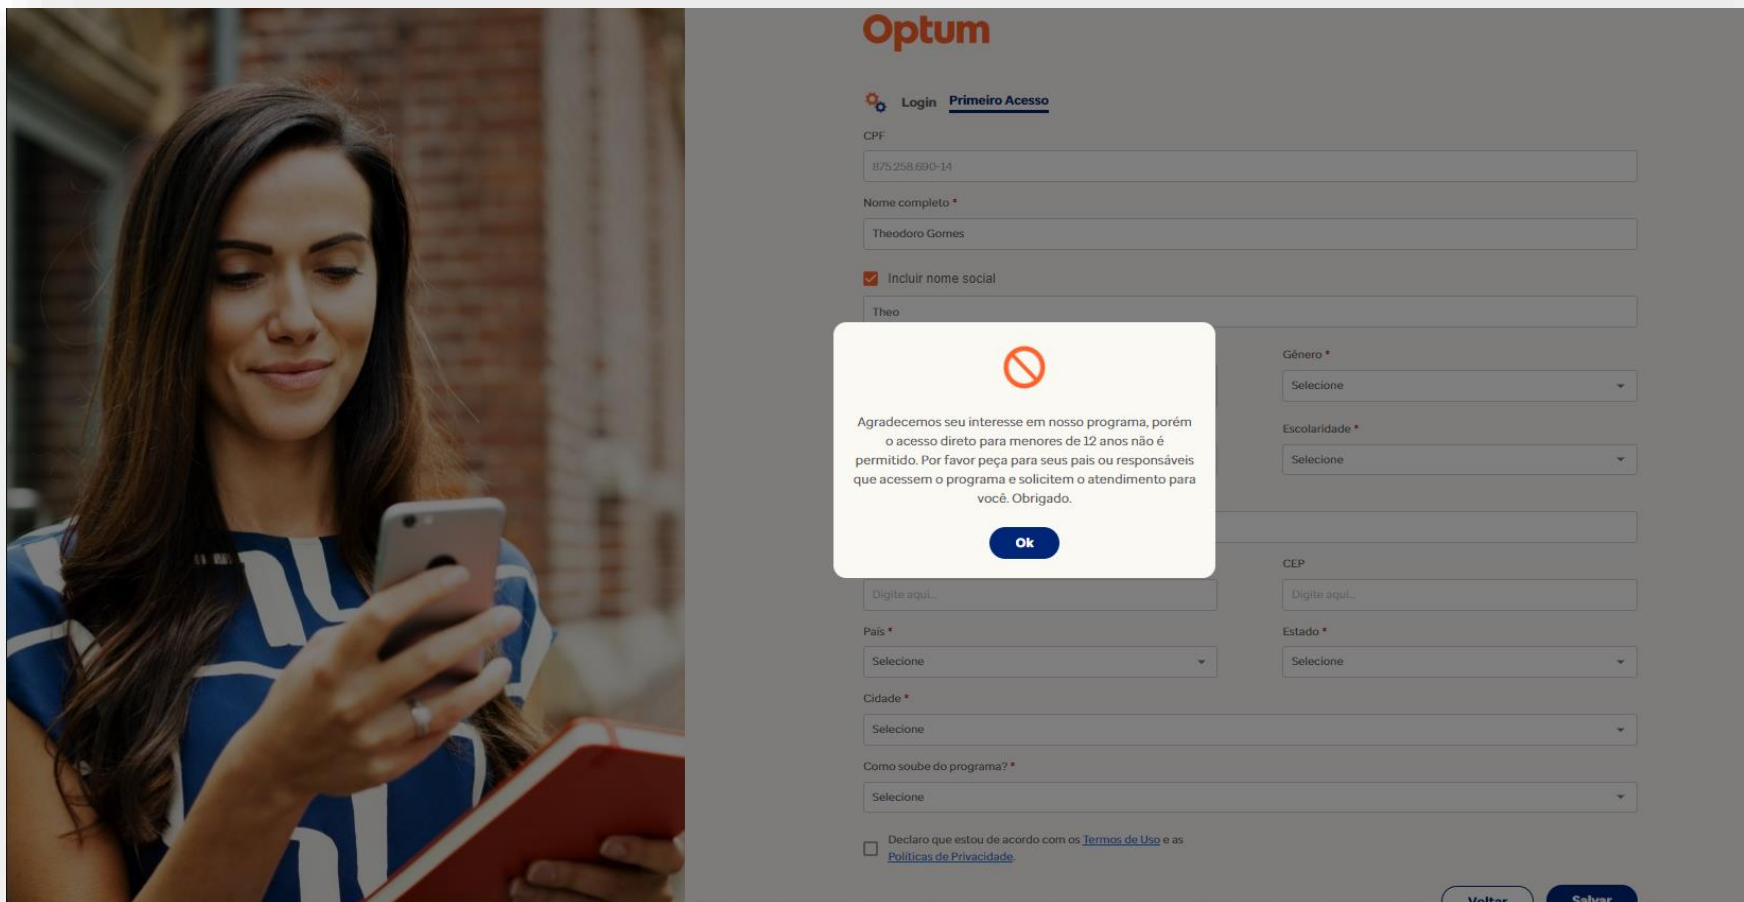 Optum
Login Primeiro Acesso
CPF
875.258.690-14
Nome completo *
Theodoro Gomes
Incluir nome social
Theo
Gênero *
Selecione
Escolaridade *
Selecione
Agradecemos seu interesse em nosso programa, porém
o acesso direto para menores de 12 anos não é
permitido. Por favor peça para seus pais ou responsáveis
que acessem o programa e solicitem o atendimento para
você. Obrigado.
Ok
CEP
Digite aqui... Digite aqui...
País * Estado *
Selecione Selecione
Cidade *
Selecione
Como soube do programa? *
Selecione
Declaro que estou de acordo com os Termos de Uso e as
Políticas de Privacidade.
Voltar Salvar